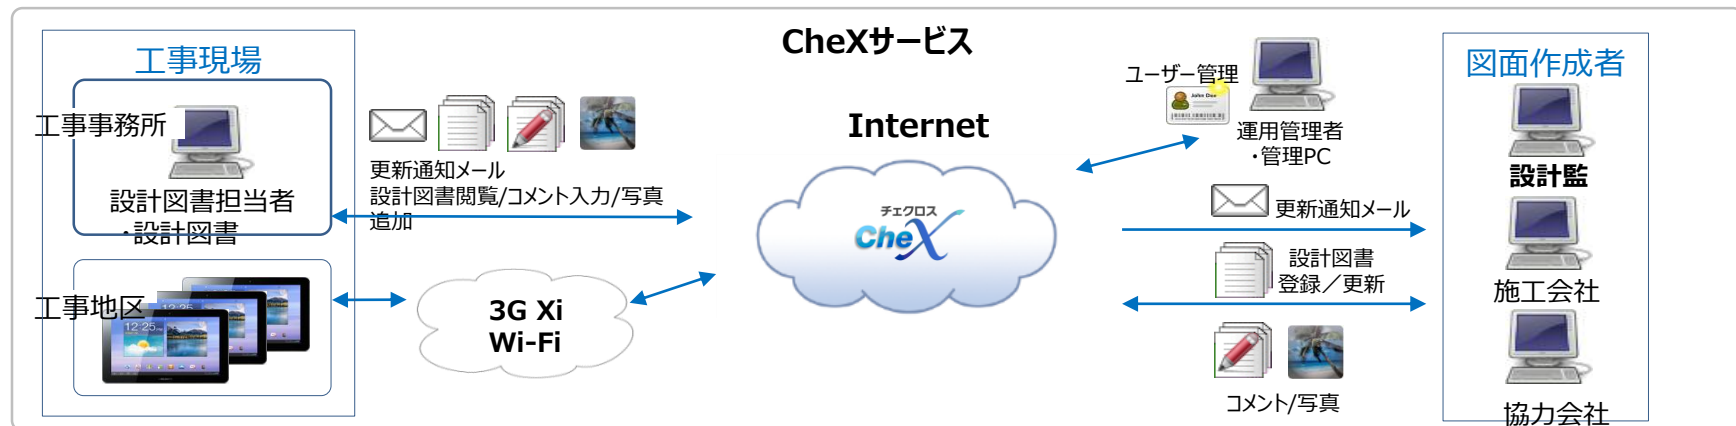 CheXサービス
工事現場
工事事務所
設計図書担当者
・設計図書
工事地区
更新通知メール
設計図書閲覧/コメント入力/写真
追加
3G Xi
Wi-Fi
Internet
チェクロス
CheX
ユーザー管理
John Doe
運用管理者
・管理PC
更新通知メール
設計図書
登録／更新
コメント/写真
図面作成者
設計監
施工会社
協力会社
12:25
12:25